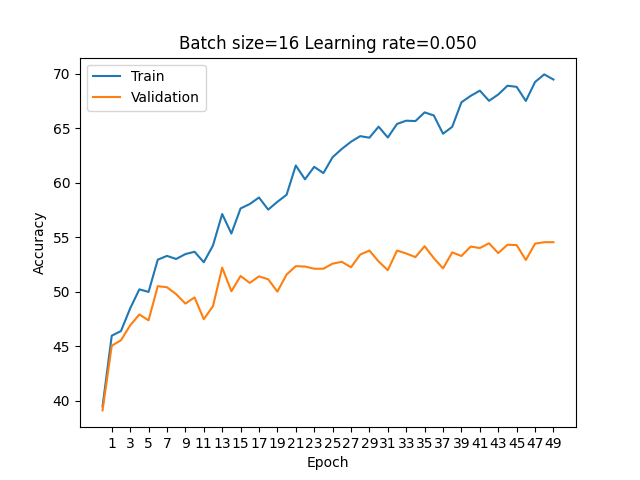 Batch size=16 Learning rate=0.050
Train
Validation
70
65
60
55
50
45
40
Accuracy
1 3 5 7 9 11 13 15 17 19 21 23 25 27 29 31 33 35 37 39 41 43 45 47 49
Epoch